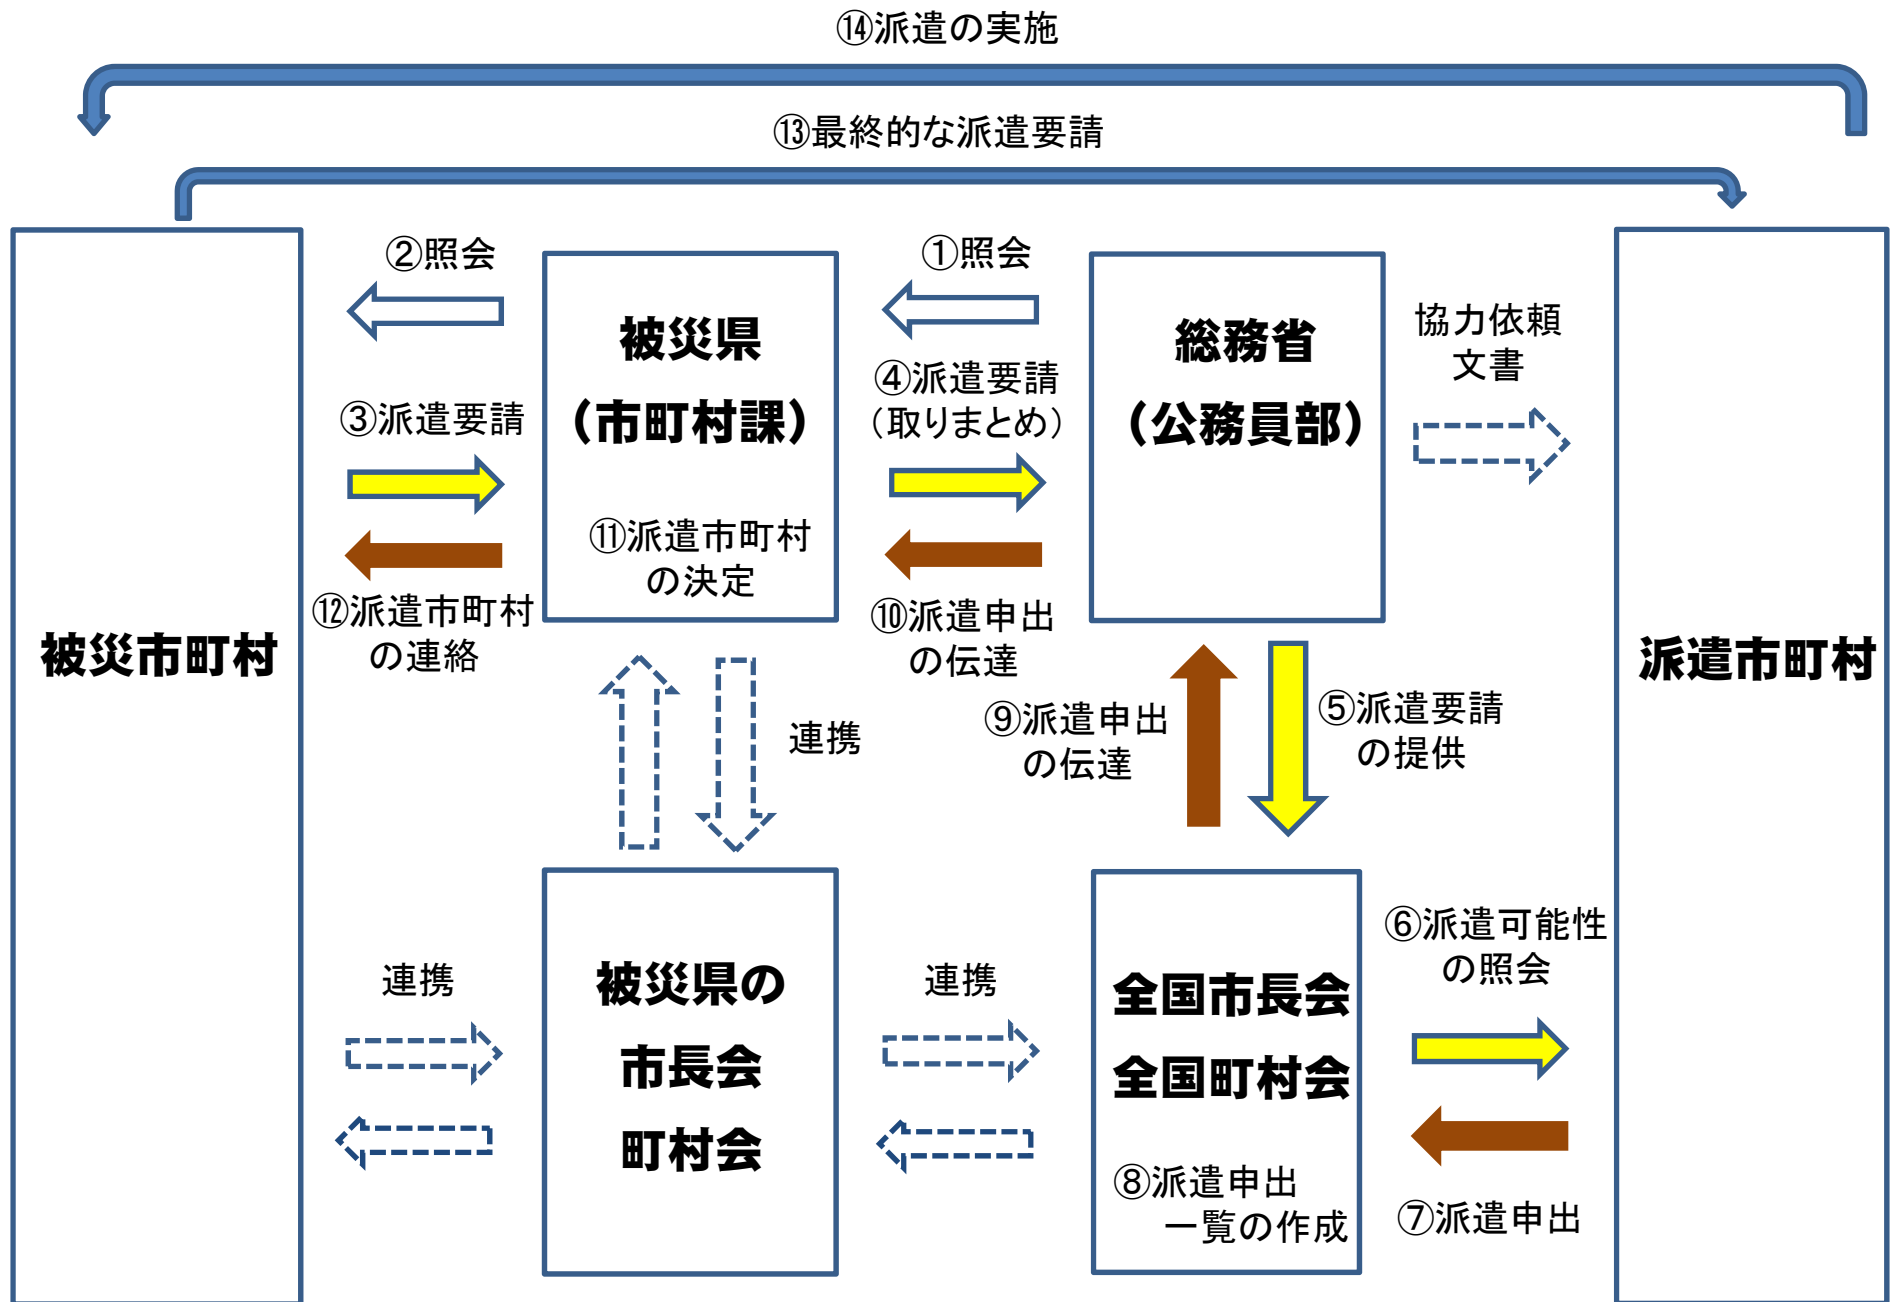 ⑭派遣の実施
⑬最終的な派遣要請
②照会
①照会
被災県
(市町村課)
総務省
(公務員部)
協力依頼
文書
③派遣要請
④派遣要請
(取りまとめ)
⑪派遣市町村
の決定
⑫派遣市町村
の連絡
⑩派遣申出
の伝達
被災市町村
派遣市町村
連携
⑨派遣申出
の伝達
⑤派遣要請
の提供
連携
被災県の
市長会
町村会
連携
全国市長会
全国町村会
⑧派遣申出
一覧の作成
⑥派遣可能性
の照会
⑦派遣申出